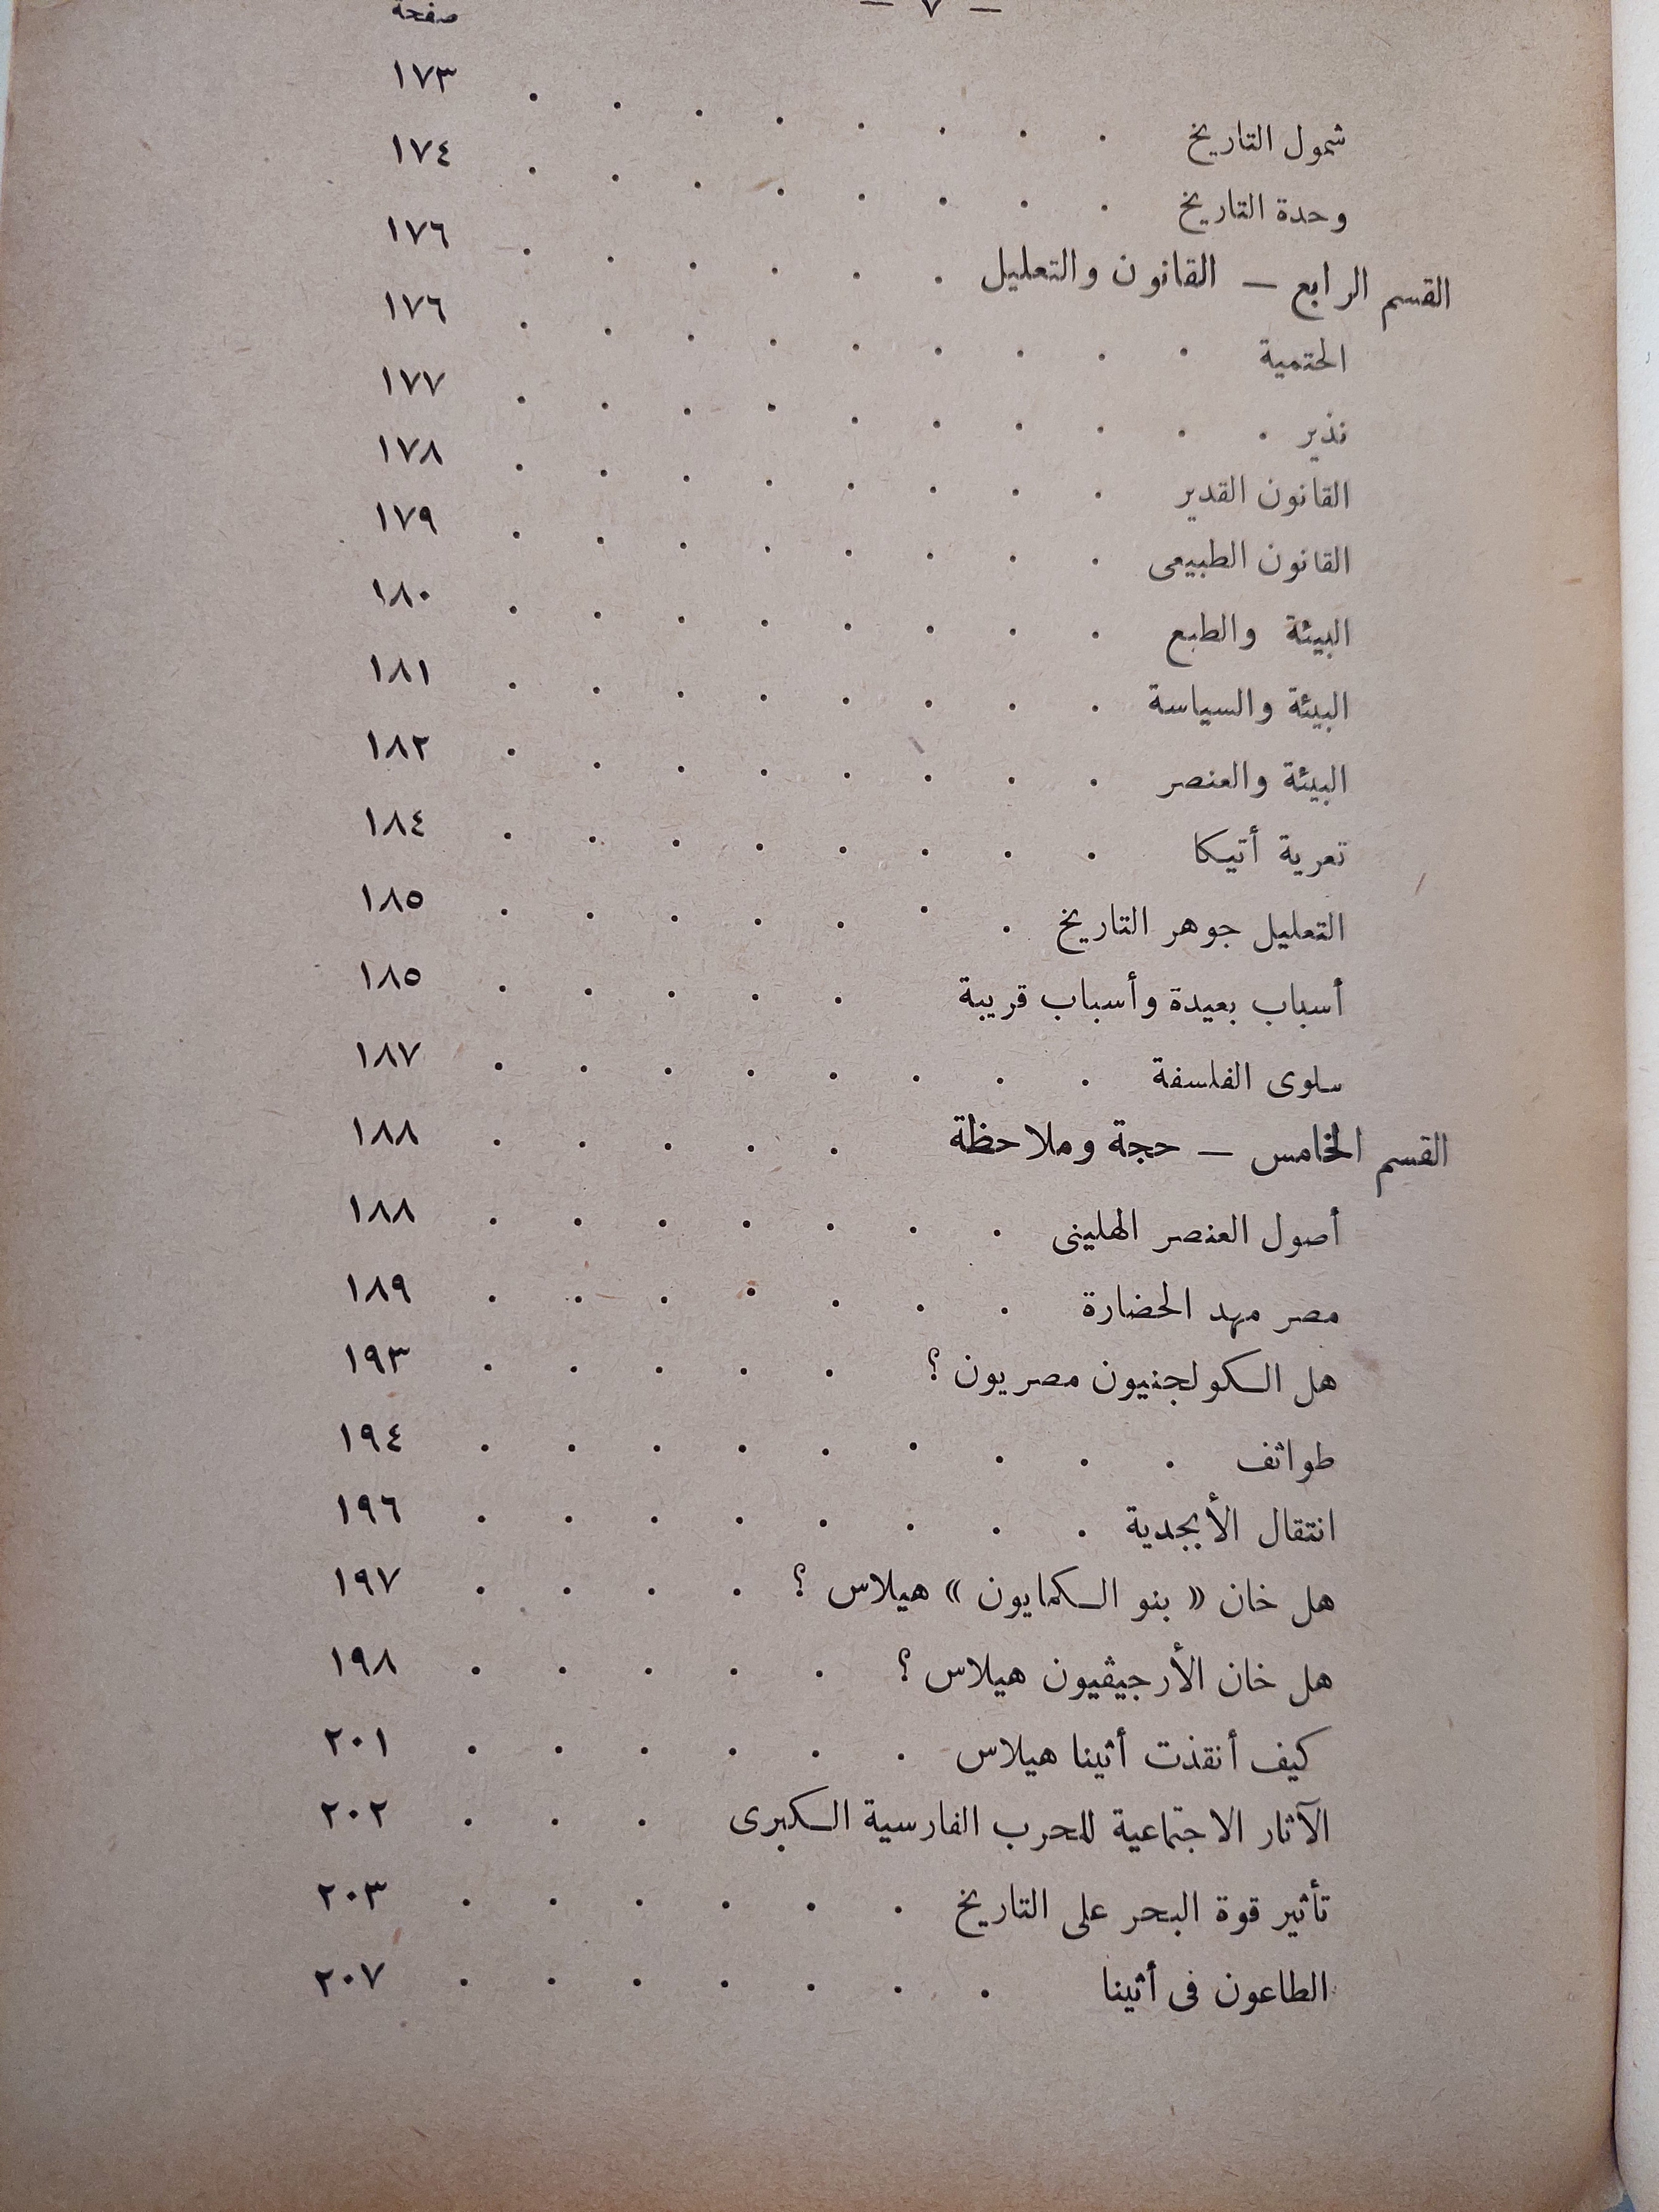 — ٧ —
صفحة
شمول التاريخ . . . . . . . . ١٧٣
وحدة التاريخ . . . . . . . . ١٧٤
القسم الرابع — القانون والتعليل . . . . . . ١٧٦
الحتمية . . . . . . . . . ١٧٦
نذير . . . . . . . . . . ١٧٧
القانون القدير . . . . . . . . ١٧٨
القانون الطبيعى . . . . . . . . ١٧٩
البيئة والطبع . . . . . . . . ١٨٠
البيئة والسياسة . . . . . . . . ١٨١
البيئة والعنصر . . . . . . . . ١٨٢
تعرية أتيكا . . . . . . . . ١٨٤
التعليل جوهر التاريخ . . . . . . . ١٨٥
أسباب بعيدة وأسباب قريبة . . . . . ١٨٥
سلوى الفلسفة . . . . . . . . ١٨٧
القسم الخامس — حجة وملاحظة . . . . . ١٨٨
أصول العنصر الهلينى . . . . . . . ١٨٨
مصر مهد الحضارة . . . . . . . ١٨٩
هل الكولجنيون مصريون ؟ . . . . . ١٩٣
طوائف . . . . . . . . . ١٩٤
انتقال الأبجدية . . . . . . . . ١٩٦
هل خان « بنو الكمايون » هيلاس ؟ . . . . ١٩٧
هل خان الأرجيڤيون هيلاس ؟ . . . . . ١٩٨
كيف أنقذت أثينا هيلاس . . . . . . ٢٠١
الآثار الاجتماعية للحرب الفارسية الكبرى . . . ٢٠٢
تأثير قوة البحر على التاريخ . . . . . . ٢٠٣
الطاعون فى أثينا . . . . . . . ٢٠٧